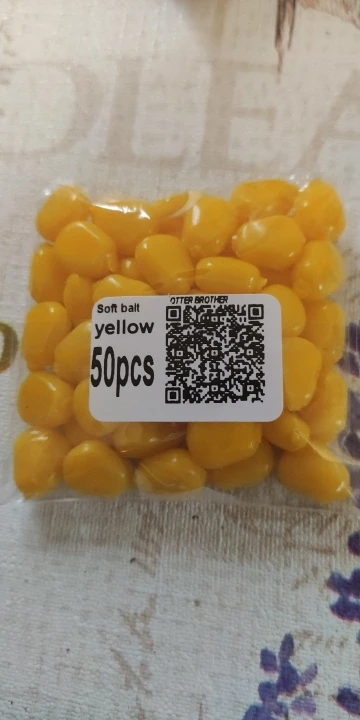 OTTER BROTHER
Soft bait
yellow
50pcs